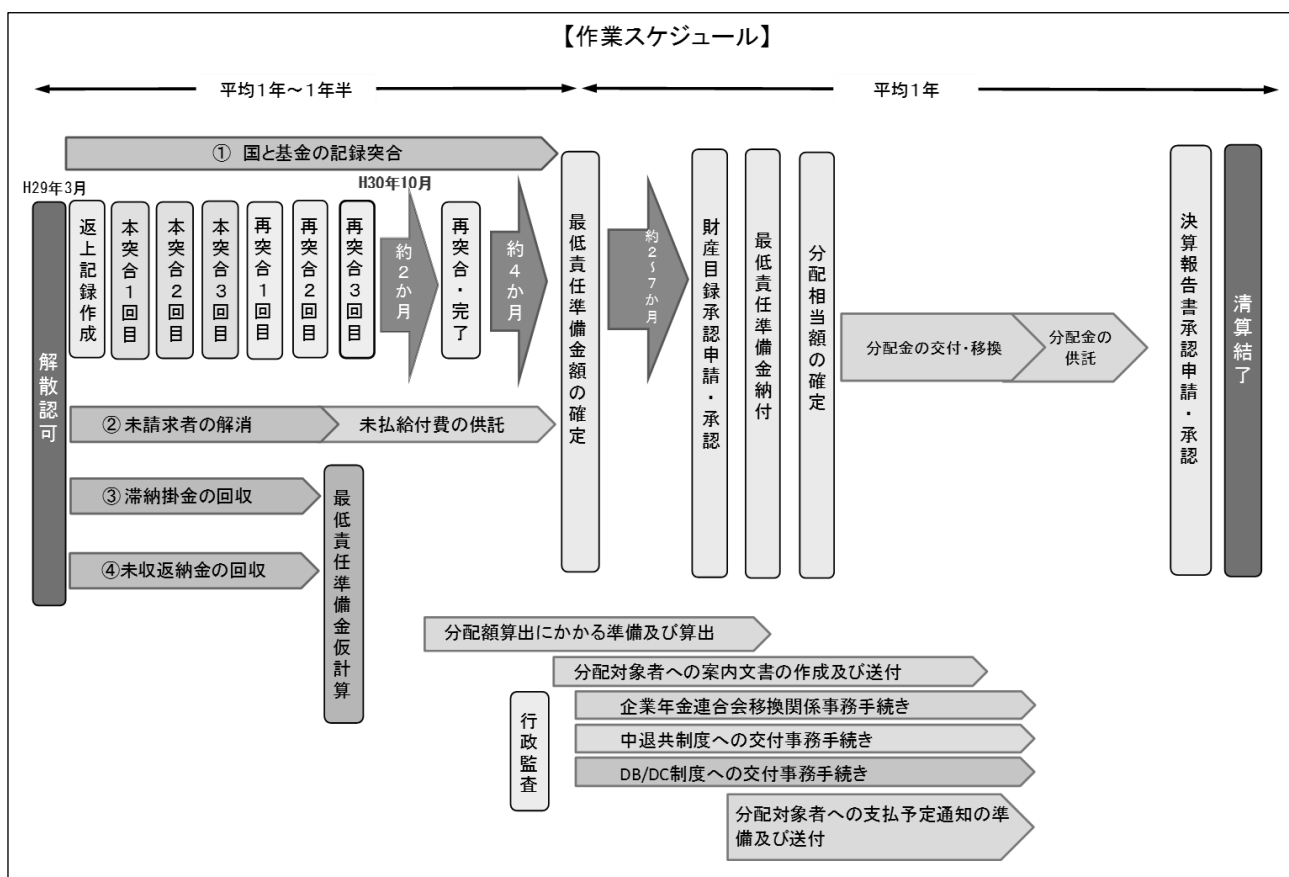 【作業スケジュール】
平均1年～1年半
平均1年
① 国と基金の記録突合
H29年3月
H30年10月
解散認可
返上記録作成
本突合1回目
本突合2回目
本突合3回目
再突合1回目
再突合2回目
再突合3回目
約2か月
再突合・完了
約4か月
最低責任準備金額の確定
約2～7か月
財産目録承認申請・承認
最低責任準備金納付
分配相当額の確定
分配金の交付・移換
分配金の
供託
決算報告書承認申請・承認
清算結了
②未請求者の解消
未払給付費の供託
③滞納掛金の回収
④未収返納金の回収
最低責任準備金仮計算
分配額算出にかかる準備及び算出
分配対象者への案内文書の作成及び送付
行政監査
企業年金連合会移換関係事務手続き
中退共制度への交付事務手続き
DB/DC制度への交付事務手続き
分配対象者への支払予定通知の準
備及び送付